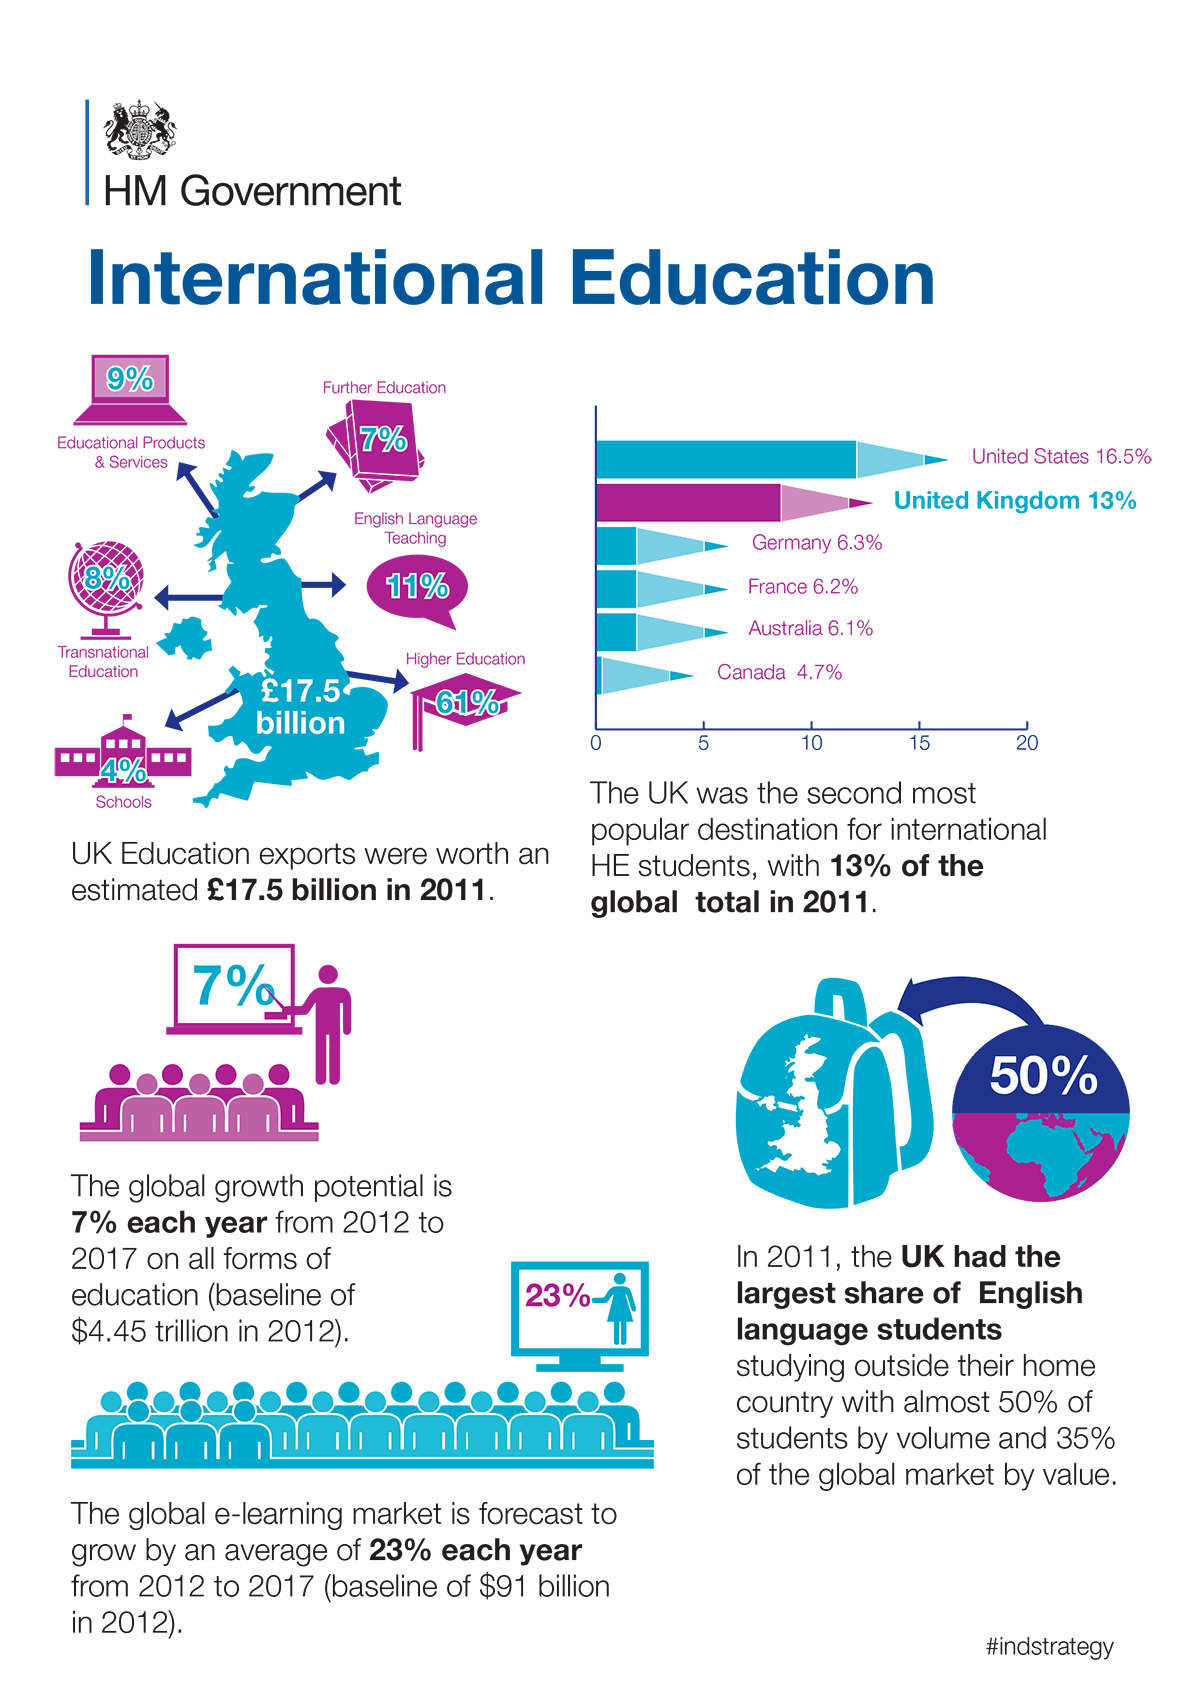 HM Government
International Education
9%
Educational Products
& Services
Further Education
7%
English Language
Teaching
11%
8%
Transnational
Education
Higher Education
61%
£17.5
billion
4%
Schools
UK Education exports were worth an
estimated £17.5 billion in 2011.
United States 16.5%
United Kingdom 13%
Germany 6.3%
France 6.2%
Australia 6.1%
Canada 4.7%
0 5 10 15 20
The UK was the second most
popular destination for international
HE students, with 13% of the
global total in 2011.
7%
The global growth potential is
7% each year from 2012 to
2017 on all forms of
education (baseline of
$4.45 trillion in 2012).
50%
In 2011, the UK had the
largest share of English
language students
studying outside their home
country with almost 50% of
students by volume and 35%
of the global market by value.
23%
The global e-learning market is forecast to
grow by an average of 23% each year
from 2012 to 2017 (baseline of $91 billion
in 2012).
#indstrategy